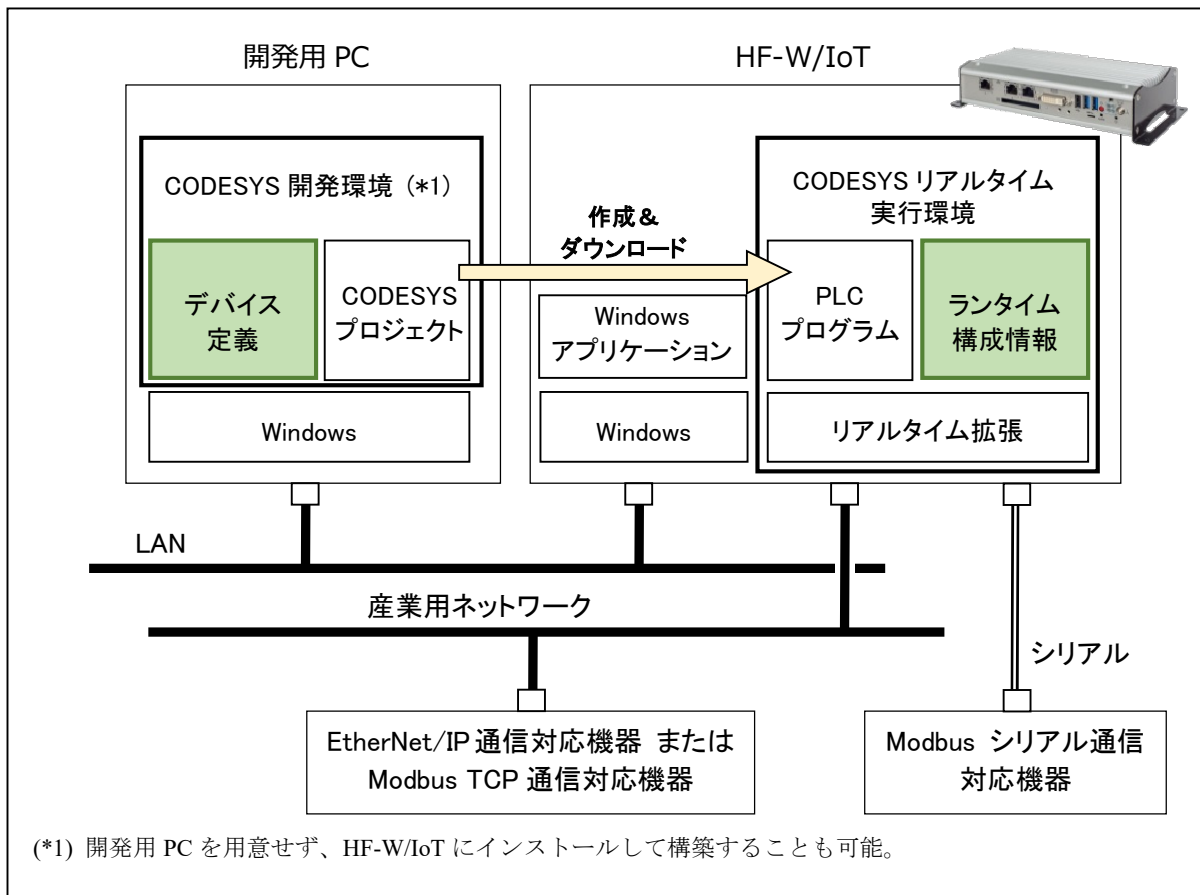 開発用 PC
HF-W/IoT
CODESYS 開発環境 (*1)
デバイス
定義
CODESYS
プロジェクト
Windows
作成&
ダウンロード
Windows
アプリケーション
Windows
CODESYS リアルタイム
実行環境
PLC
プログラム
ランタイム
構成情報
リアルタイム拡張
LAN
産業用ネットワーク
シリアル
EtherNet/IP 通信対応機器 または
Modbus TCP 通信対応機器
Modbus シリアル通信
対応機器
(*1) 開発用 PC を用意せず、HF-W/IoT にインストールして構築することも可能。